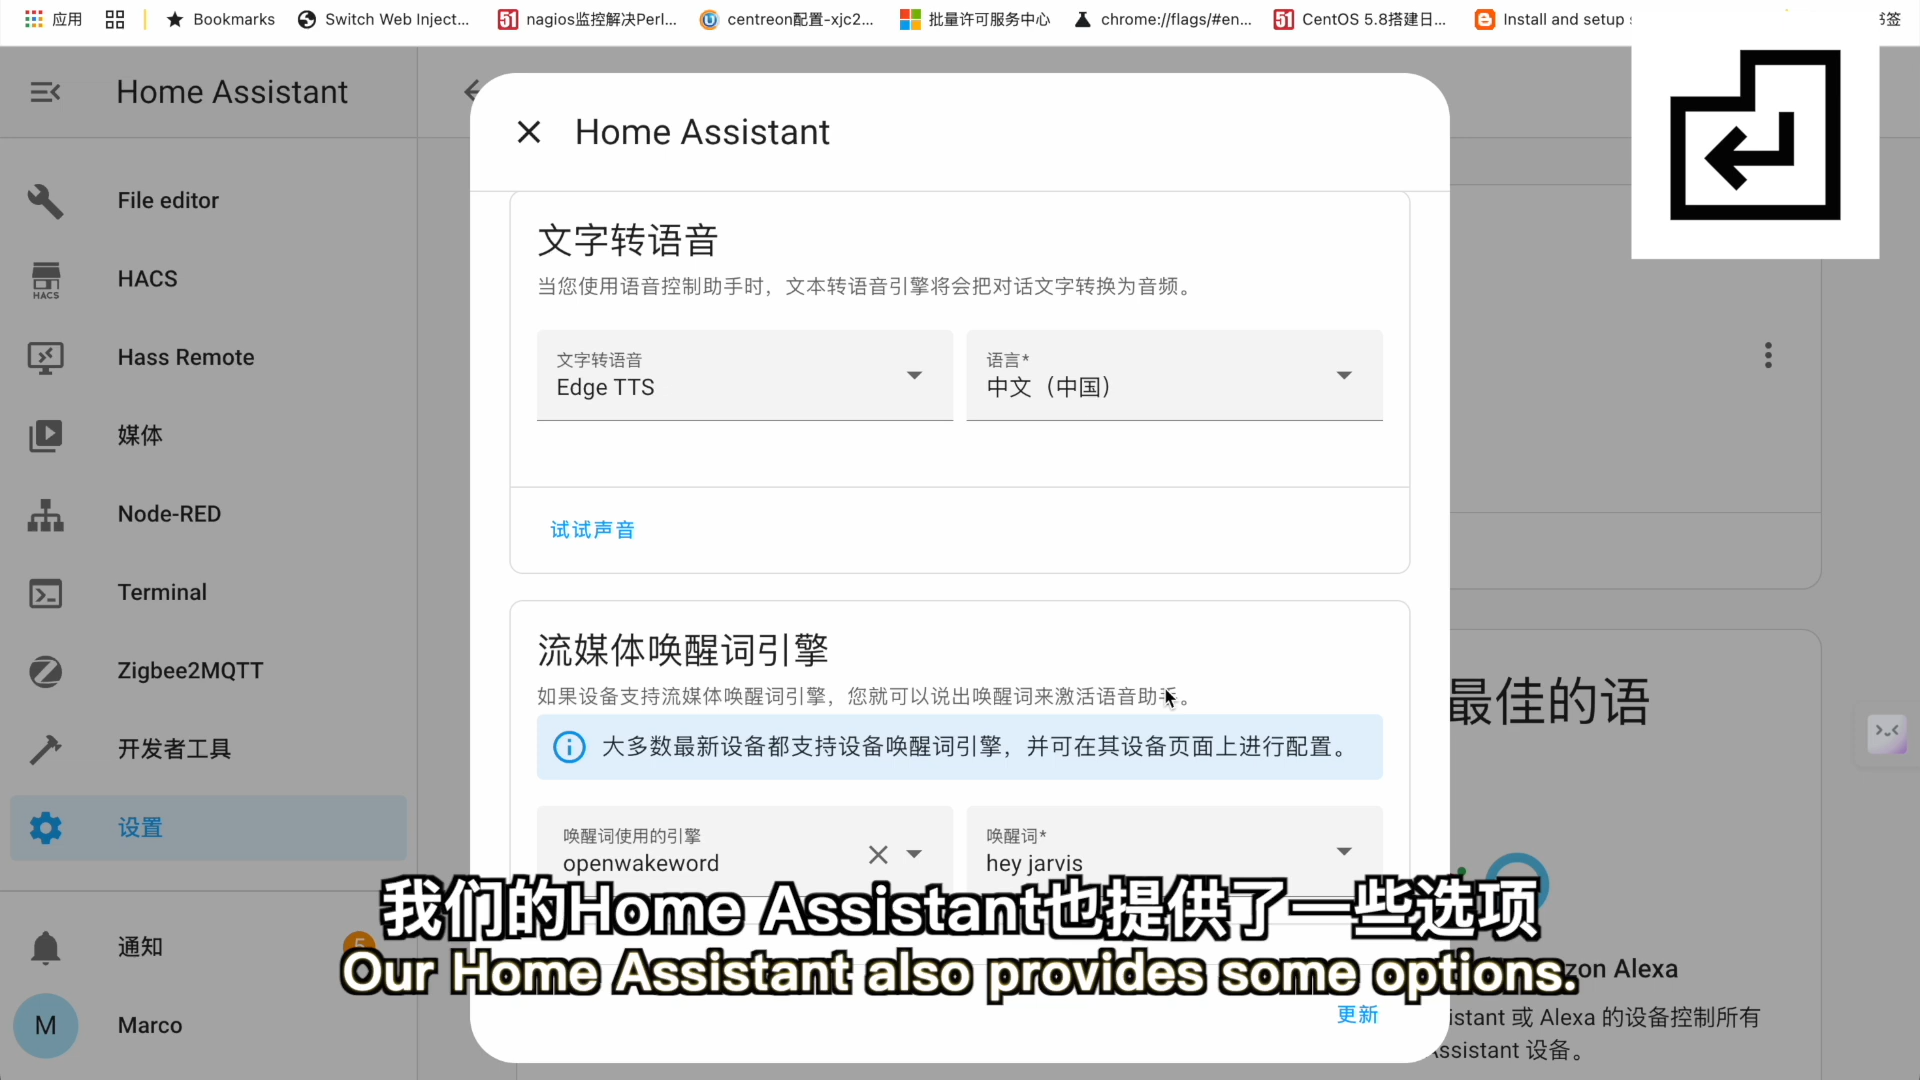 应用
Bookmarks
Switch Web Inject...
51 nagios监控解决Perl...
centreon配置-xjc2...
批量许可服务中心
chrome://flags/#en...
51 CentOS 5.8搭建日...
Install and setup
书签
Home Assistant
File editor
HACS
HACS
Hass Remote
媒体
Node-RED
Terminal
Zigbee2MQTT
开发者工具
设置
通知
5
M
Marco
Home Assistant
文字转语音
当您使用语音控制助手时，文本转语音引擎将会把对话文字转换为音频。
文字转语音
Edge TTS
语言*
中文（中国）
试试声音
流媒体唤醒词引擎
如果设备支持流媒体唤醒词引擎，您就可以说出唤醒词来激活语音助手。
大多数最新设备都支持设备唤醒词引擎，并可在其设备页面上进行配置。
唤醒词使用的引擎
openwakeword
唤醒词*
hey jarvis
更新
最佳的语
zon Alexa
istant 或 Alexa 的设备控制所有
Assistant 设备。
我们的Home Assistant也提供了一些选项
Our Home Assistant also provides some options.